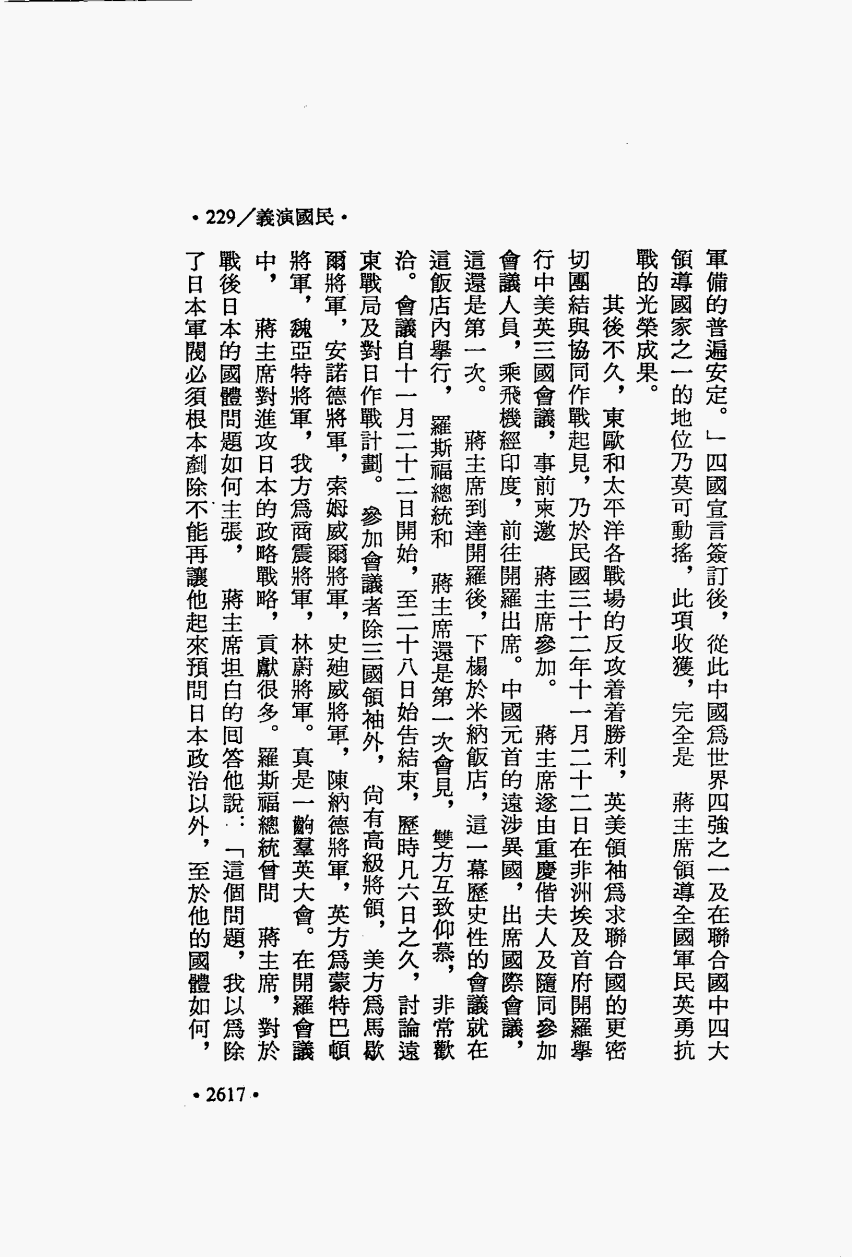 •229／義演國民•
軍備的普遍安定。」四國宣言簽訂後，從此中國爲世界四強之一及在聯合國中四大
領導國家之一的地位乃莫可動搖，此項收獲，完全是　蔣主席領導全國軍民英勇抗
戰的光榮成果。
其後不久，東歐和太平洋各戰場的反攻着着勝利，英美領袖爲求聯合國的更密
切團結與協同作戰起見，乃於民國三十二年十一月二十二日在非洲埃及首府開羅舉
行中美英三國會議，事前柬邀　蔣主席參加。　蔣主席遂由重慶偕夫人及隨同參加
會議人員，乘飛機經印度，前往開羅出席。中國元首的遠涉異國，出席國際會議，
這還是第一次。　蔣主席到達開羅後，下榻於米納飯店，這一幕歷史性的會議就在
這飯店內舉行，　羅斯福總統和　蔣主席還是第一次會見，　雙方互致仰慕，　非常歡
洽。會議自十一月二十二日開始，至二十八日始告結束，歷時凡六日之久，討論遠
東戰局及對日作戰計劃。　參加會議者除三國領袖外，　尙有高級將領，　美方爲馬歇
爾將軍，安諾德將軍，索姆威爾將軍，史廸威將軍，陳納德將軍，英方爲蒙特巴頓
將軍，魏亞特將軍，我方爲商震將軍，林蔚將軍。真是一齣羣英大會。在開羅會議
中，　蔣主席對進攻日本的政略戰略，貢獻很多。羅斯福總統曾問　蔣主席，對於
戰後日本的國體問題如何主張，　蔣主席坦白的囘答他說：「這個問題，我以爲除
了日本軍閥必須根本剷除不能再讓他起來預問日本政治以外，至於他的國體如何，
•2617•